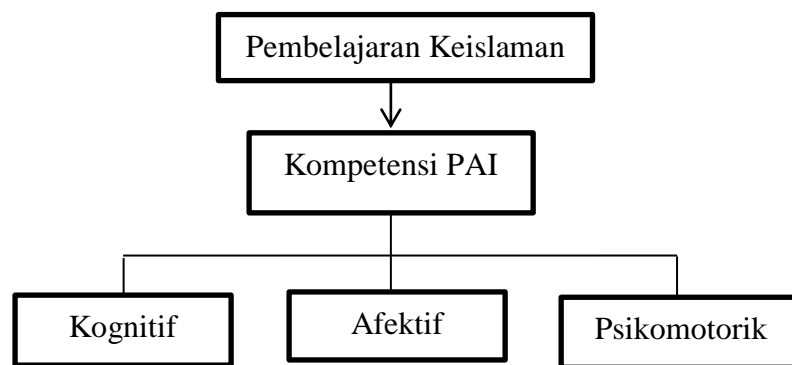 Pembelajaran Keislaman
Kompetensi PAI
Kognitif
Afektif
Psikomotorik